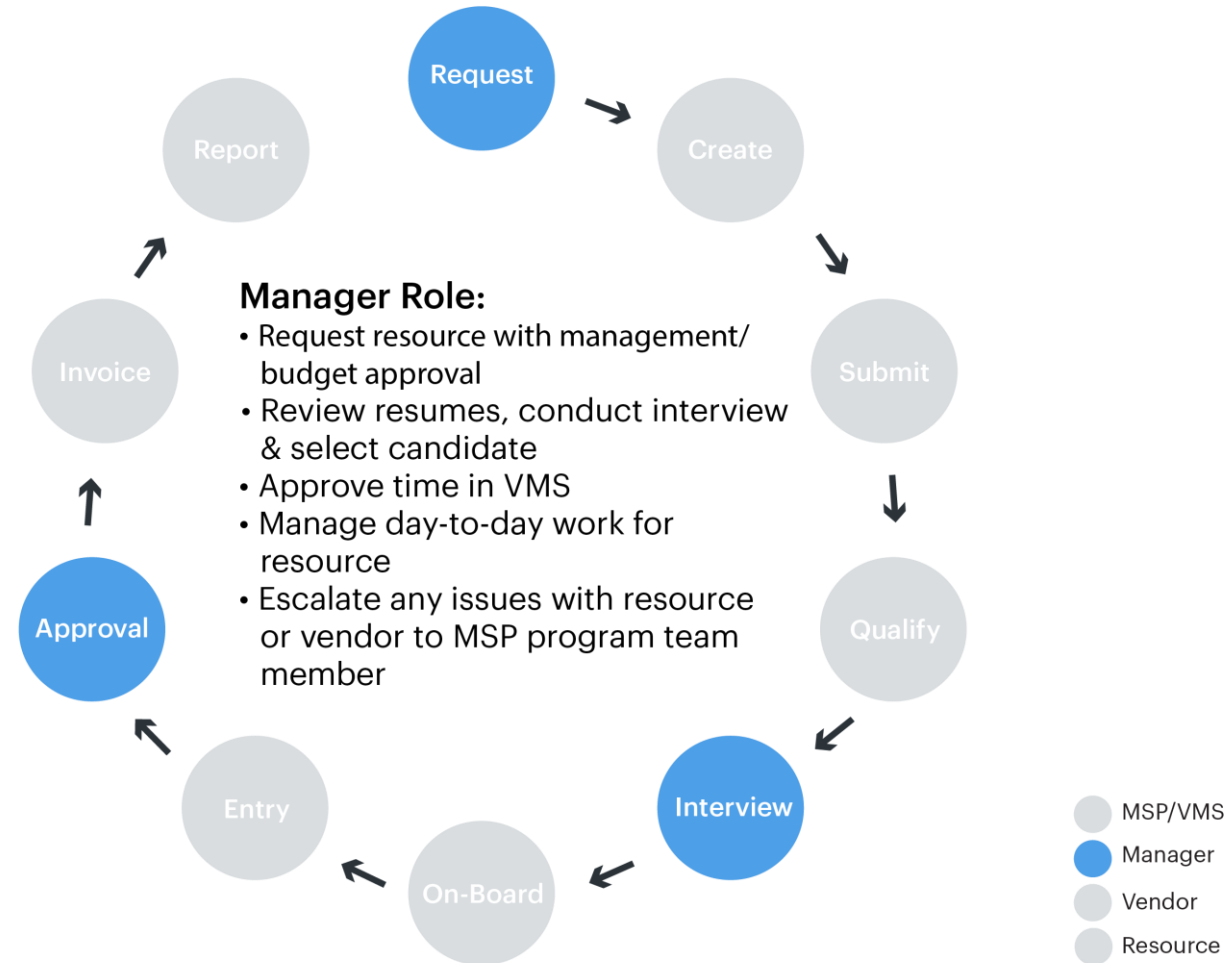 Request
Report
Create
Manager Role:
• Request resource with management/
budget approval
• Review resumes, conduct interview
& select candidate
• Approve time in VMS
• Manage day-to-day work for
resource
• Escalate any issues with resource
or vendor to MSP program team
member
Invoice
Submit
Approval
Qualify
Entry
Interview
On-Board
MSP/VMS
Manager
Vendor
Resource